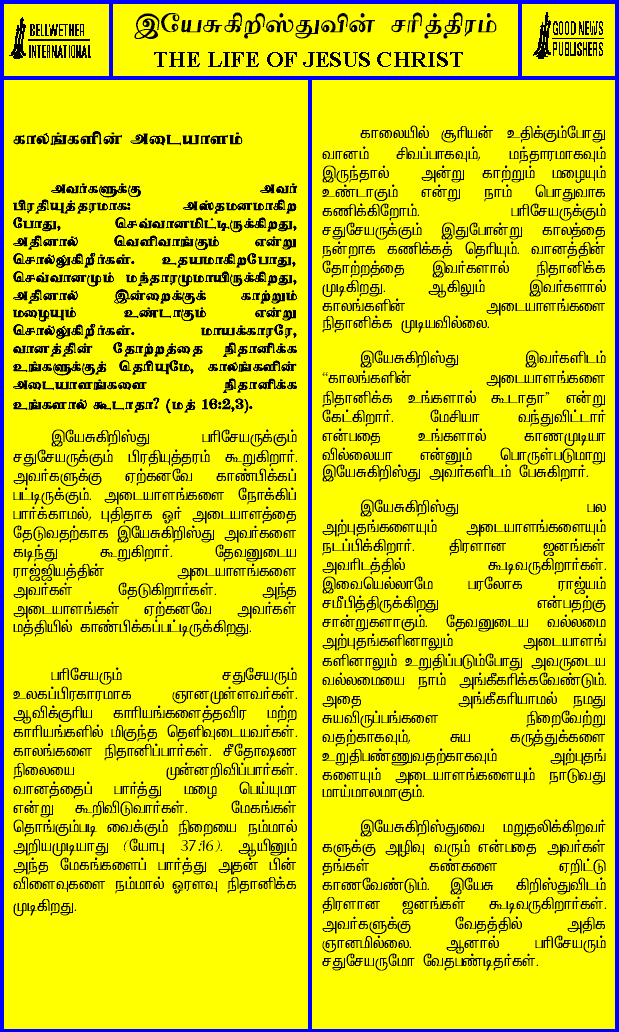 BELLWETHER
INTERNATIONAL
இயேசுகிறிஸ்துவின் சரித்திரம்
THE LIFE OF JESUS CHRIST
GOOD NEWS
PUBLISHERS
காலங்களின் அடையாளம்
அவர்களுக்கு அவர்
பிரதியுத்தரமாக: அஸ்தமனமாகிற
போது, செவ்வானமிட்டிருக்கிறது,
அதினால் வெளிவாங்கும் என்று
சொல்லுகிறீர்கள். உதயமாகிறபோது,
செவ்வானமும் மந்தாரமுமாயிருக்கிறது,
அதினால் இன்றைக்குக் காற்றும்
மழையும் உண்டாகும் என்று
சொல்லுகிறீர்கள். மாயக்காரரே,
வானத்தின் தோற்றத்தை நிதானிக்க
உங்களுக்குத் தெரியுமே, காலங்களின்
அடையாளங்களை நிதானிக்க
உங்களால் கூடாதா? (மத் 16:2,3).
இயேசுகிறிஸ்து பரிசேயருக்கும்
சதுசேயருக்கும் பிரதியுத்தரம் கூறுகிறார்.
அவர்களுக்கு ஏற்கனவே காண்பிக்கப்
பட்டிருக்கும். அடையாளங்களை நோக்கிப்
பார்க்காமல், புதிதாக ஓர் அடையாளத்தை
தேடுவதற்காக இயேசுகிறிஸ்து அவர்களை
கடிந்து கூறுகிறார். தேவனுடைய
ராஜ்ஜியத்தின் அடையாளங்களை
அவர்கள் தேடுகிறார்கள். அந்த
அடையாளங்கள் ஏற்கனவே அவர்கள்
மத்தியில் காண்பிக்கப்பட்டிருக்கிறது.
பரிசேயரும் சதுசேயரும்
உலகப்பிரகாரமாக ஞானமுள்ளவர்கள்.
ஆவிக்குரிய காரியங்களைத்தவிர மற்ற
காரியங்களில் மிகுந்த தெளிவுடையவர்கள்.
காலங்களை நிதானிப்பார்கள். சீதோஷண
நிலையை முன்னறிவிப்பார்கள்.
வானத்தைப் பார்த்து மழை பெய்யுமா
என்று கூறிவிடுவார்கள். மேகங்கள்
தொங்கும்படி வைக்கும் நிறையை நம்மால்
அறியமுடியாது (யோபு 37:16). ஆயினும்
அந்த மேகங்களைப் பார்த்து அதன் பின்
விளைவுகளை நம்மால் ஓரளவு நிதானிக்க
முடிகிறது.
காலையில் சூரியன் உதிக்கும்போது
வானம் சிவப்பாகவும், மந்தாரமாகவும்
இருந்தால் அன்று காற்றும் மழையும்
உண்டாகும் என்று நாம் பொதுவாக
கணிக்கிறோம். பரிசேயருக்கும்
சதுசேயருக்கும் இதுபோன்று காலத்தை
நன்றாக கணிக்கத் தெரியும். வானத்தின்
தோற்றத்தை இவர்களால் நிதானிக்க
முடிகிறது. ஆகிலும் இவர்களால்
காலங்களின் அடையாளங்களை
நிதானிக்க முடியவில்லை.
இயேசுகிறிஸ்து இவர்களிடம்
“காலங்களின் அடையாளங்களை
நிதானிக்க உங்களால் கூடாதா” என்று
கேட்கிறார். மேசியா வந்துவிட்டார்
என்பதை உங்களால் காணமுடியா
வில்லையா என்னும் பொருள்படுமாறு
இயேசுகிறிஸ்து அவர்களிடம் பேசுகிறார்.
இயேசுகிறிஸ்து பல
அற்புதங்களையும் அடையாளங்களையும்
நடப்பிக்கிறார். திரளான ஜனங்கள்
அவரிடத்தில் கூடிவருகிறார்கள்.
இவையெல்லாமே பரலோக ராஜ்யம்
சமீபித்திருக்கிறது என்பதற்கு
சான்றுகளாகும். தேவனுடைய வல்லமை
அற்புதங்களினாலும் அடையாளங்
களினாலும் உறுதிப்படும்போது அவருடைய
வல்லமையை நாம் அங்கீகரிக்கவேண்டும்.
அதை அங்கீகரியாமல் நமது
சுயவிருப்பங்களை நிறைவேற்று
வதற்காகவும், சுய கருத்துக்களை
உறுதிபண்ணுவதற்காகவும் அற்புதங்
களையும் அடையாளங்களையும் நாடுவது
மாய்மாலமாகும்.
இயேசுகிறிஸ்துவை மறுதலிக்கிறவர்
களுக்கு அழிவு வரும் என்பதை அவர்கள்
தங்கள் கண்களை ஏறிட்டு
காணவேண்டும். இயேசு கிறிஸ்துவிடம்
திரளான ஜனங்கள் கூடிவருகிறார்கள்.
அவர்களுக்கு வேதத்தில் அதிக
ஞானமில்லை. ஆனால் பரிசேயரும்
சதுசேயருமோ வேதபண்டிதர்கள்.